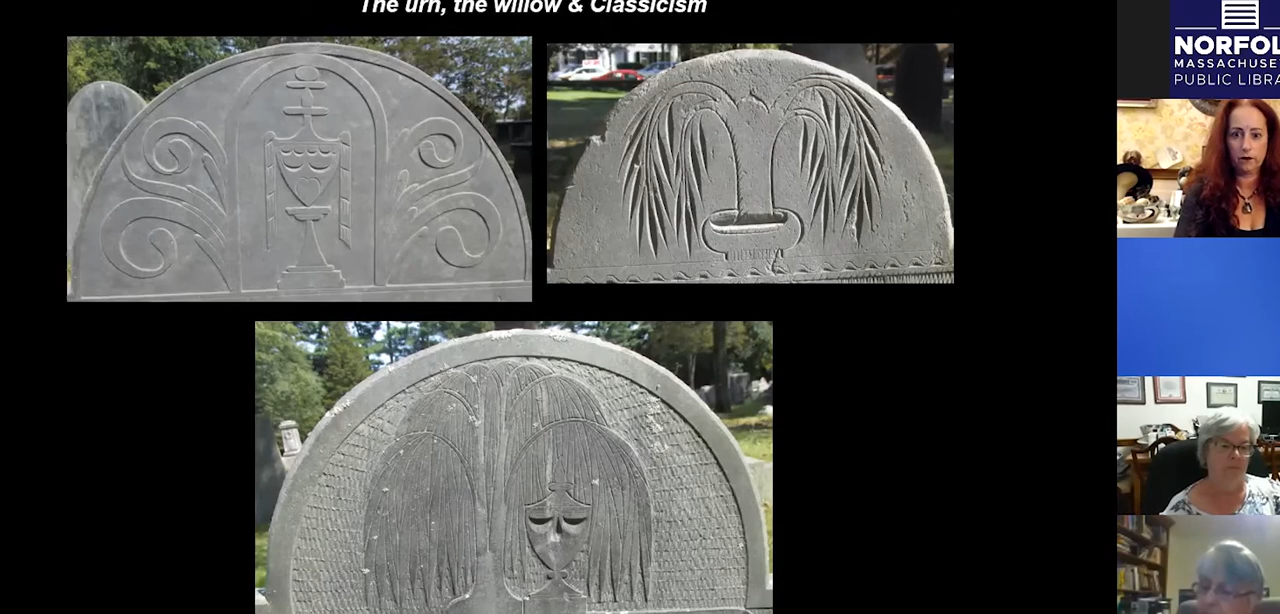 The urn, the willow & Classicism
NORFOL
MASSACHUSE
PUBLIC LIBRA